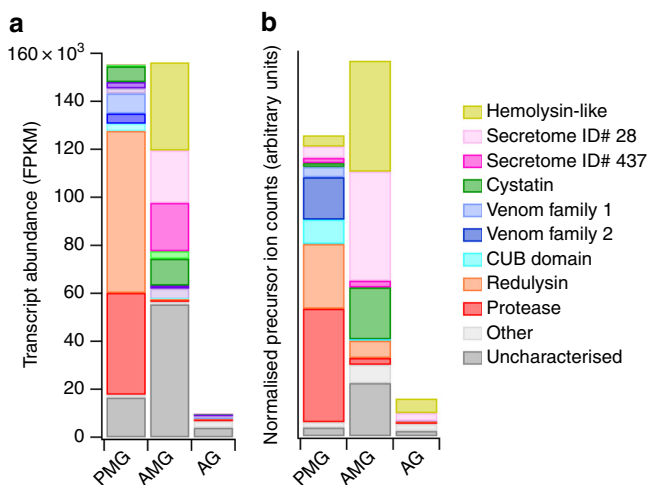 a
Transcript abundance (FPKM)
160 × 10³
140
120
100
80
60
40
20
0
PMG
AMG
AG
b
Normalised precursor ion counts (arbitrary units)
PMG
AMG
AG
Hemolysin-like
Secretome ID# 28
Secretome ID# 437
Cystatin
Venom family 1
Venom family 2
CUB domain
Redulysin
Protease
Other
Uncharacterised